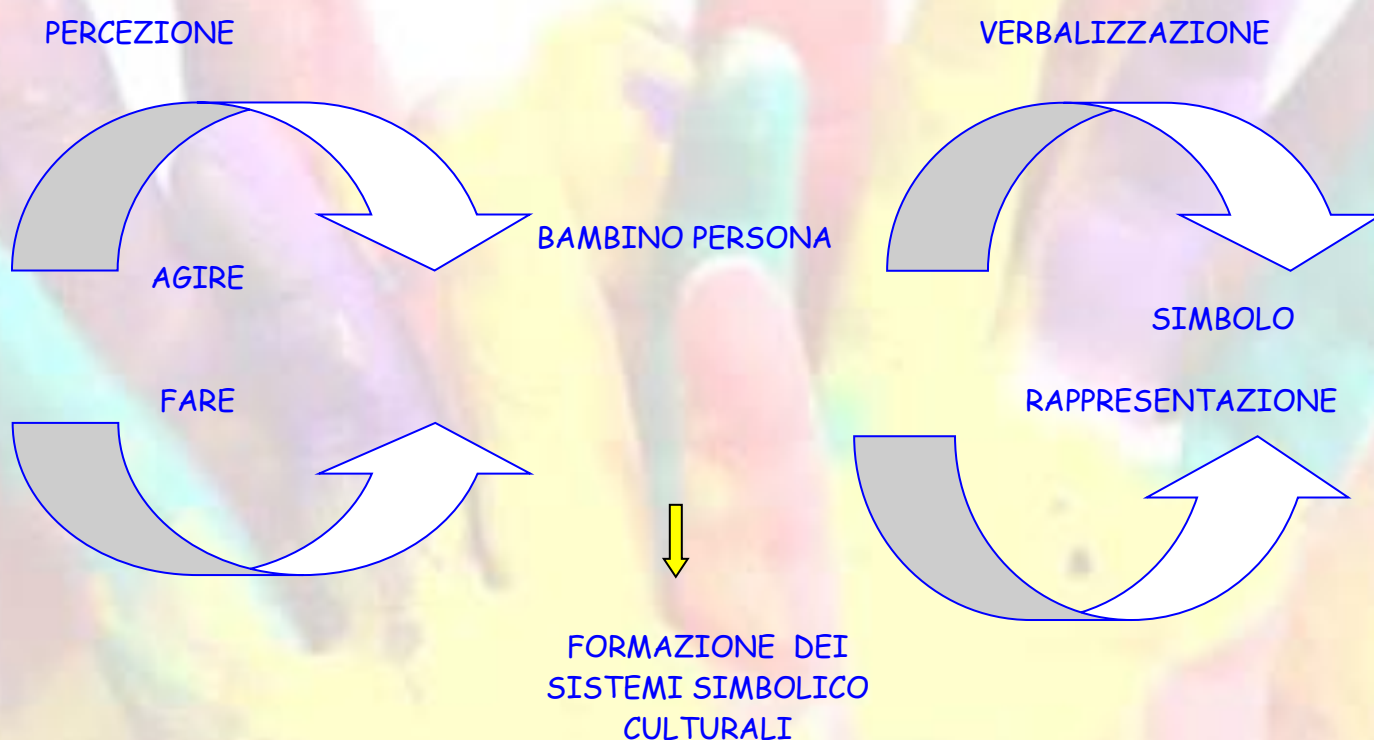 PERCEZIONE
VERBALIZZAZIONE
BAMBINO PERSONA
AGIRE
SIMBOLO
FARE
RAPPRESENTAZIONE
FORMAZIONE DEI
SISTEMI SIMBOLICO
CULTURALI